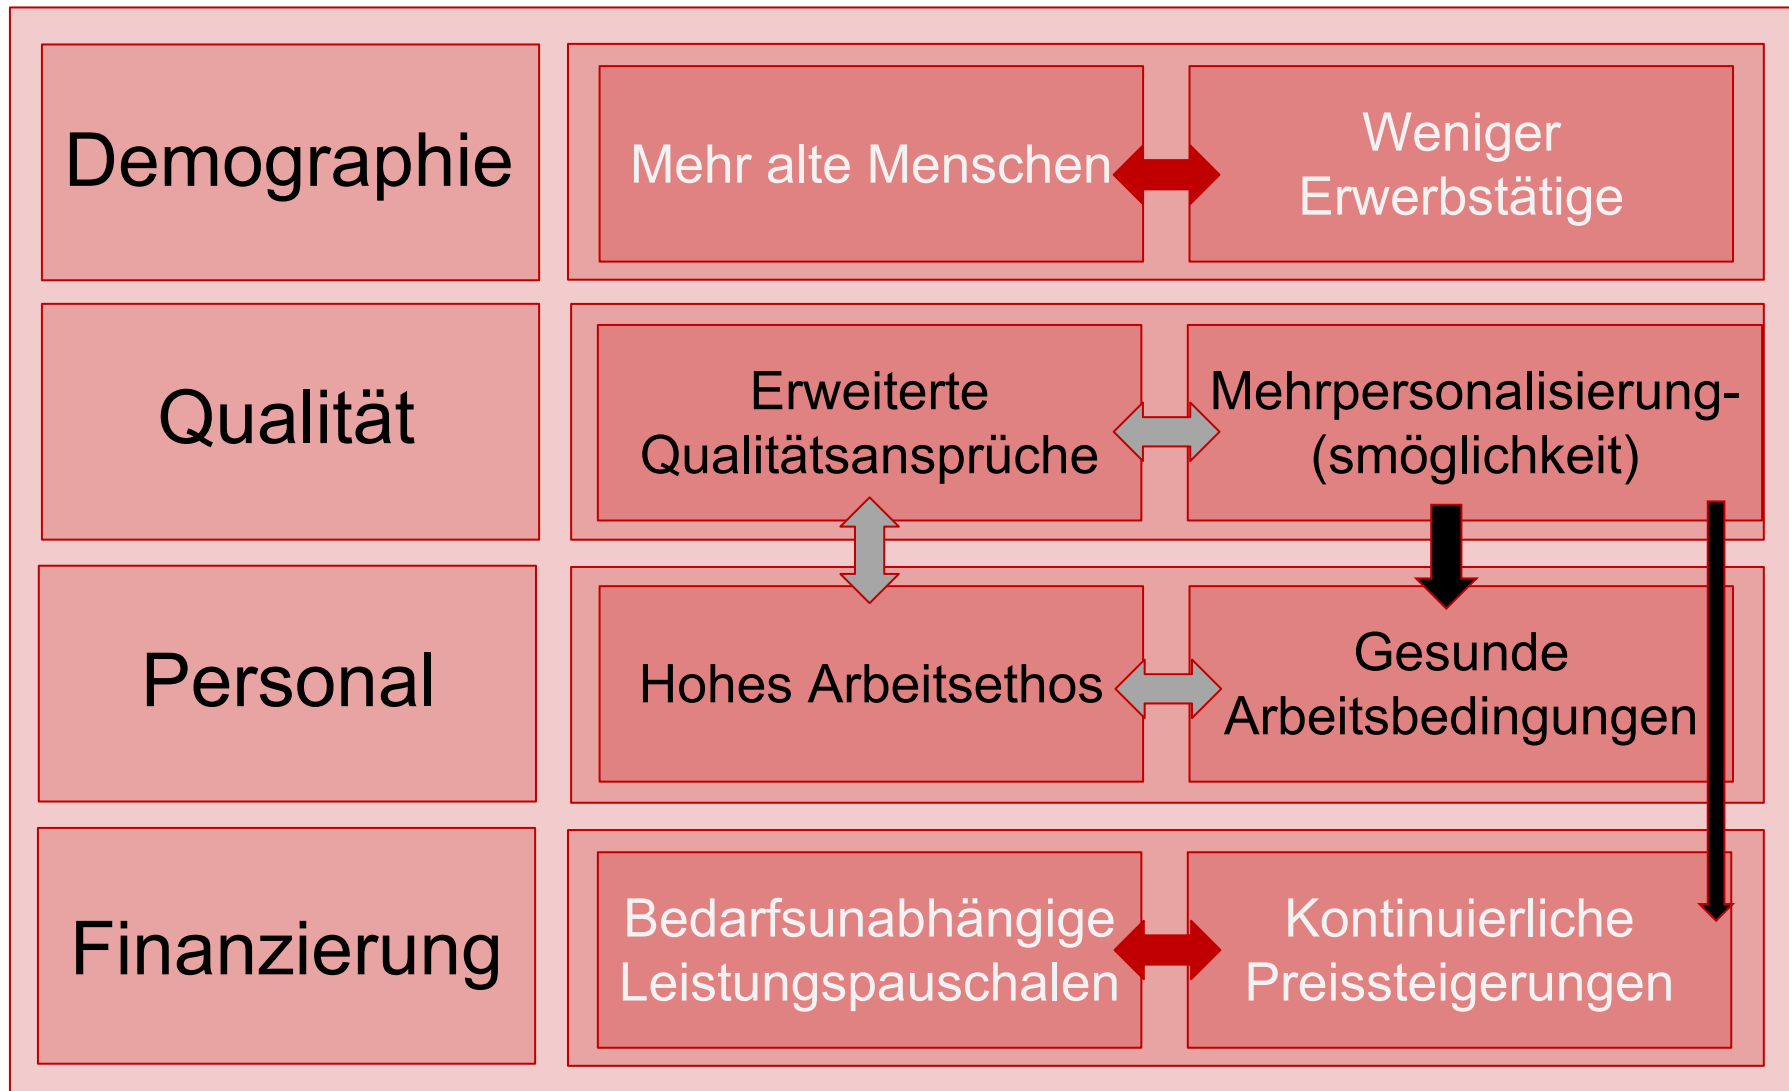 Demographie
Mehr alte Menschen
Weniger
Erwerbstätige
Qualität
Erweiterte
Qualitätsansprüche
Mehrpersonalisierung-
(smöglichkeit)
Personal
Hohes Arbeitsethos
Gesunde
Arbeitsbedingungen
Finanzierung
Bedarfsunabhängige
Leistungspauschalen
Kontinuierliche
Preissteigerungen